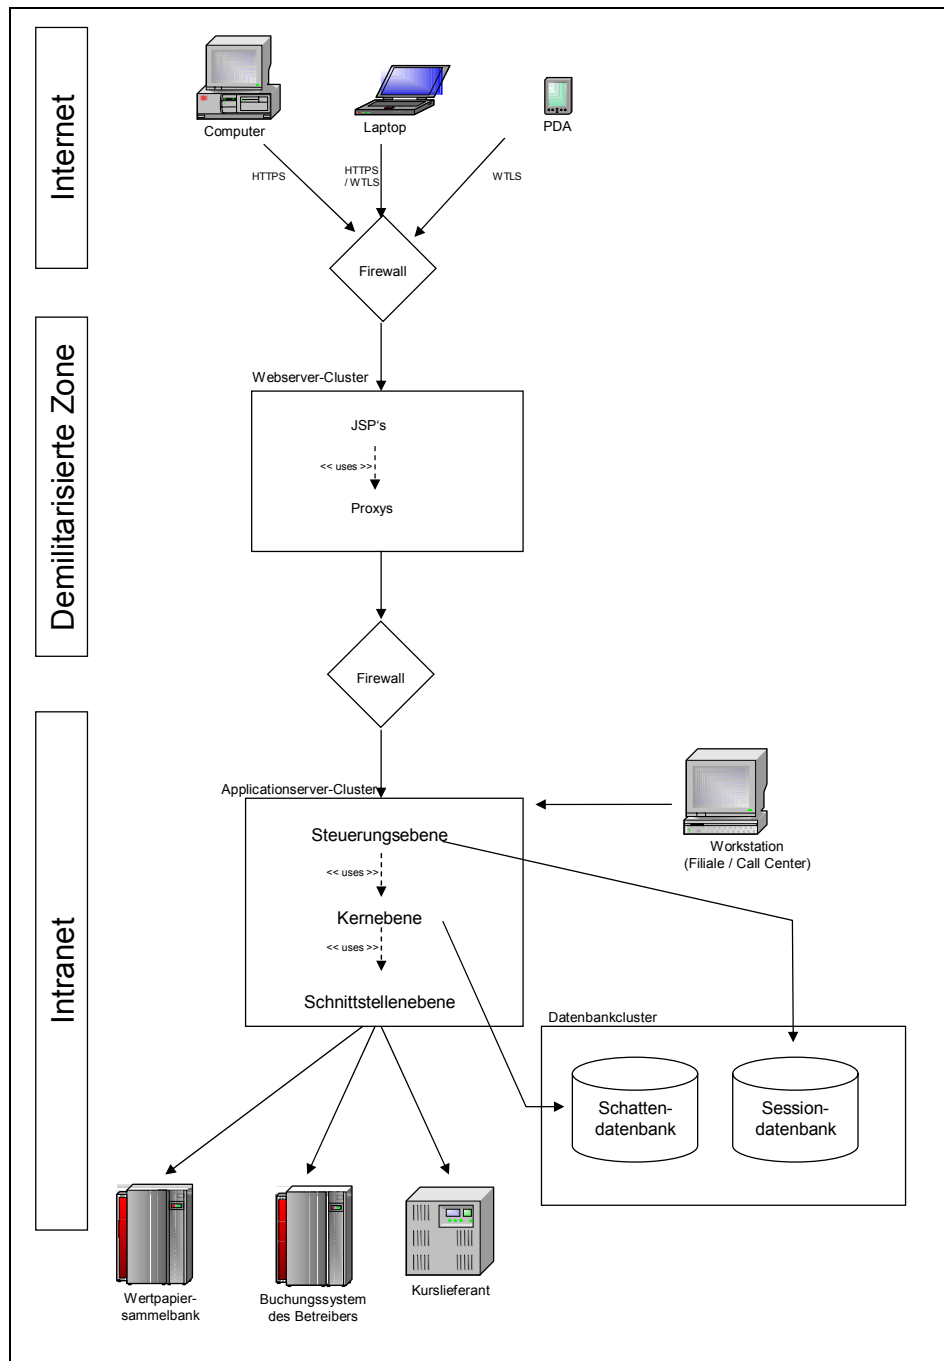 Internet
Computer
Laptop
PDA
HTTPS
HTTPS
/ WTLS
WTLS
Firewall
Demilitarisierte Zone
Webserver-Cluster
JSP's
<< uses >>
Proxys
Firewall
Intranet
Applicationserver-Cluster
Steuerungsebene
<< uses >>
Kernebene
<< uses >>
Schnittstellenebene
Workstation
(Filiale / Call Center)
Datenbankcluster
Schatten-
datenbank
Session-
datenbank
Wertpapier-
sammelbank
Buchungssystem
des Betreibers
Kurslieferant